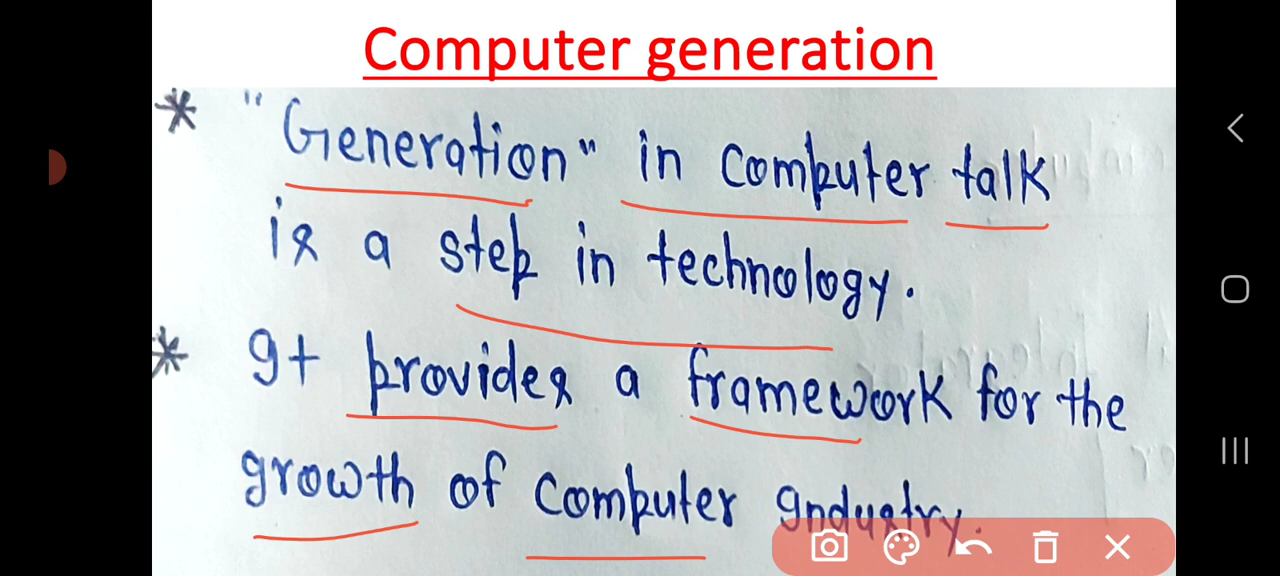 Computer generation
* "Generation" in computer talk
is a step in technology.
* It provides a framework for the
growth of computer Industry.